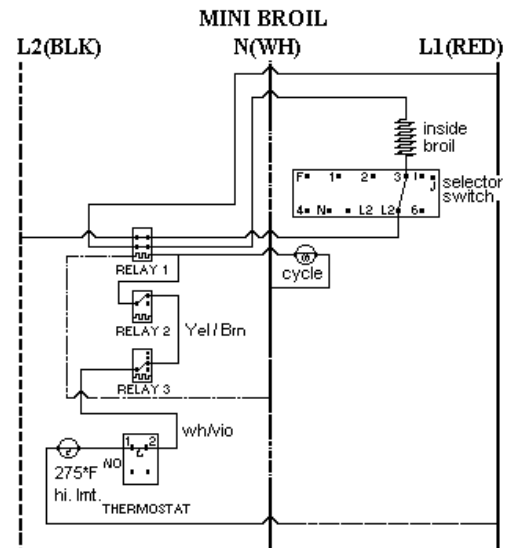 MINI BROIL
L2(BLK) N(WH) L1(RED)
inside
broil
F 1 2 3 I J
selector
switch
4 N L2 L2 6
RELAY 1
cycle
RELAY 2 Yel/Brn
RELAY 3
wh/vio
1 2
NO
275*F
hi. lmt.
THERMOSTAT